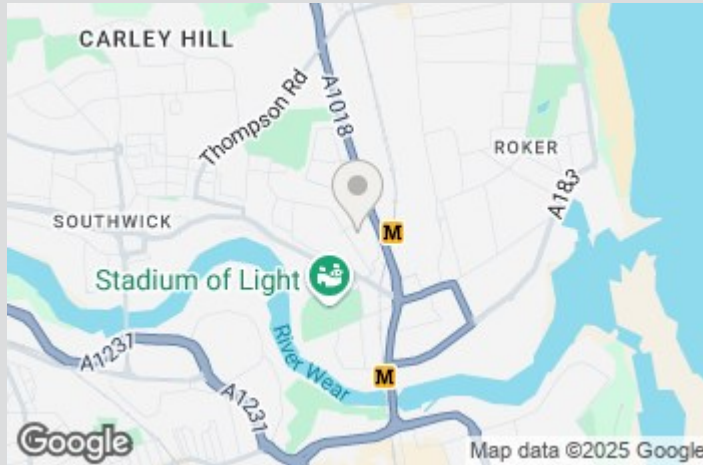 CARLEY HILL
Thompson Rd
A1018
ROKER
A183
SOUTHWICK
M
Stadium of Light
River Wear
A1231
M
A1231
Google
Map data ©2025 Google